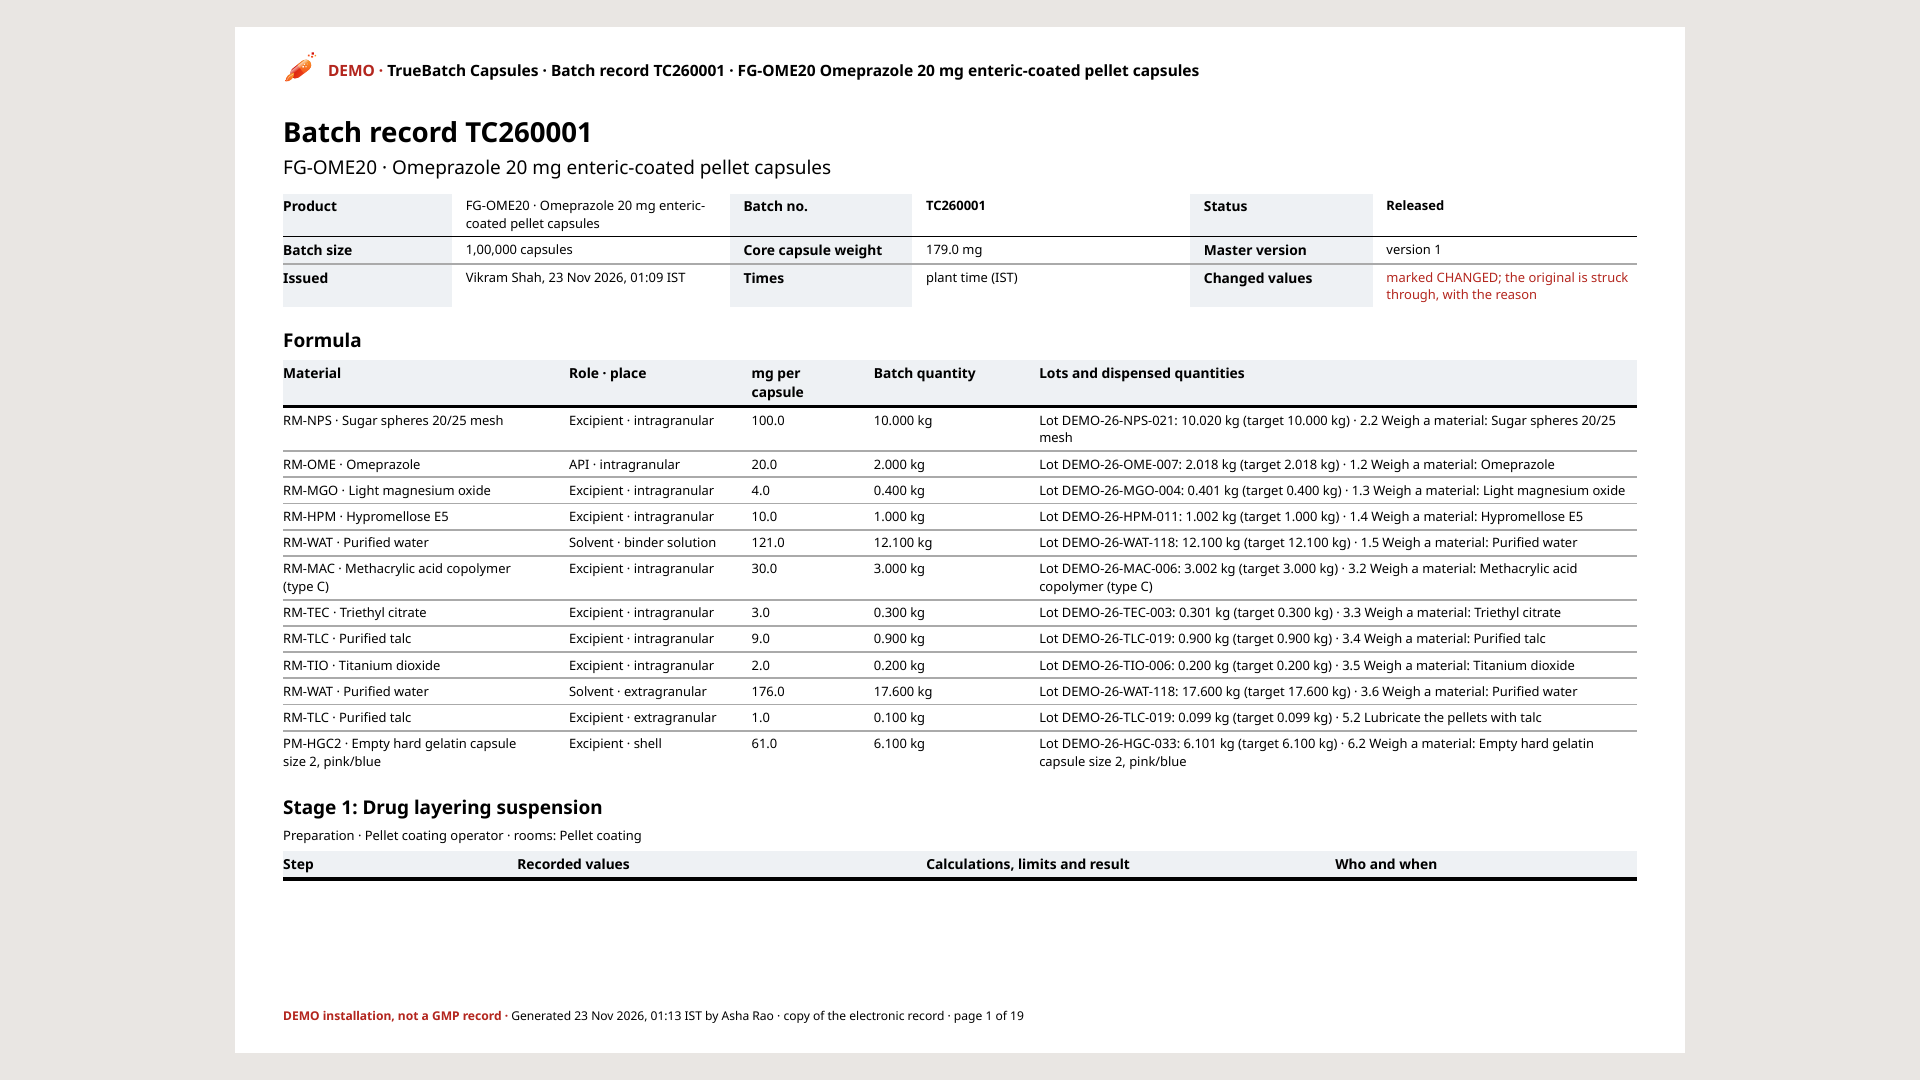 DEMO · TrueBatch Capsules · Batch record TC260001 · FG-OME20 Omeprazole 20 mg enteric-coated pellet capsules
Batch record TC260001
FG-OME20 · Omeprazole 20 mg enteric-coated pellet capsules
Product FG-OME20 · Omeprazole 20 mg enteric- Batch no. TC260001 Status Released
coated pellet capsules
Batch size 1,00,000 capsules Core capsule weight 179.0 mg Master version version 1
Issued Vikram Shah, 23 Nov 2026, 01:09 IST Times plant time (IST) Changed values marked CHANGED; the original is struck
through, with the reason
Formula
Material Role · place mg per Batch quantity Lots and dispensed quantities
capsule
RM-NPS · Sugar spheres 20/25 mesh Excipient · intragranular 100.0 10.000 kg Lot DEMO-26-NPS-021: 10.020 kg (target 10.000 kg) · 2.2 Weigh a material: Sugar spheres 20/25
mesh
RM-OME · Omeprazole API · intragranular 20.0 2.000 kg Lot DEMO-26-OME-007: 2.018 kg (target 2.018 kg) · 1.2 Weigh a material: Omeprazole
RM-MGO · Light magnesium oxide Excipient · intragranular 4.0 0.400 kg Lot DEMO-26-MGO-004: 0.401 kg (target 0.400 kg) · 1.3 Weigh a material: Light magnesium oxide
RM-HPM · Hypromellose E5 Excipient · intragranular 10.0 1.000 kg Lot DEMO-26-HPM-011: 1.002 kg (target 1.000 kg) · 1.4 Weigh a material: Hypromellose E5
RM-WAT · Purified water Solvent · binder solution 121.0 12.100 kg Lot DEMO-26-WAT-118: 12.100 kg (target 12.100 kg) · 1.5 Weigh a material: Purified water
RM-MAC · Methacrylic acid copolymer Excipient · intragranular 30.0 3.000 kg Lot DEMO-26-MAC-006: 3.002 kg (target 3.000 kg) · 3.2 Weigh a material: Methacrylic acid
(type C) copolymer (type C)
RM-TEC · Triethyl citrate Excipient · intragranular 3.0 0.300 kg Lot DEMO-26-TEC-003: 0.301 kg (target 0.300 kg) · 3.3 Weigh a material: Triethyl citrate
RM-TLC · Purified talc Excipient · intragranular 9.0 0.900 kg Lot DEMO-26-TLC-019: 0.900 kg (target 0.900 kg) · 3.4 Weigh a material: Purified talc
RM-TIO · Titanium dioxide Excipient · intragranular 2.0 0.200 kg Lot DEMO-26-TIO-006: 0.200 kg (target 0.200 kg) · 3.5 Weigh a material: Titanium dioxide
RM-WAT · Purified water Solvent · extragranular 176.0 17.600 kg Lot DEMO-26-WAT-118: 17.600 kg (target 17.600 kg) · 3.6 Weigh a material: Purified water
RM-TLC · Purified talc Excipient · extragranular 1.0 0.100 kg Lot DEMO-26-TLC-019: 0.099 kg (target 0.099 kg) · 5.2 Lubricate the pellets with talc
PM-HGC2 · Empty hard gelatin capsule Excipient · shell 61.0 6.100 kg Lot DEMO-26-HGC-033: 6.101 kg (target 6.100 kg) · 6.2 Weigh a material: Empty hard gelatin
size 2, pink/blue capsule size 2, pink/blue
Stage 1: Drug layering suspension
Preparation · Pellet coating operator · rooms: Pellet coating
Step Recorded values Calculations, limits and result Who and when
DEMO installation, not a GMP record · Generated 23 Nov 2026, 01:13 IST by Asha Rao · copy of the electronic record · page 1 of 19